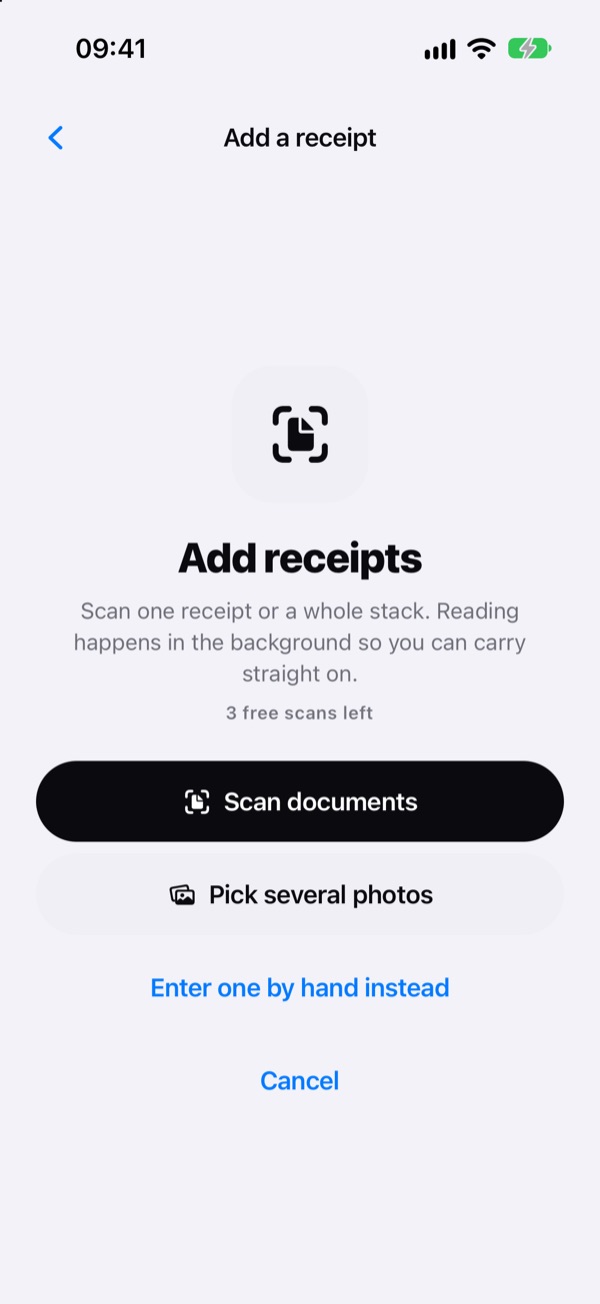 09:41
Add a receipt
Add receipts
Scan one receipt or a whole stack. Reading
happens in the background so you can carry
straight on.
3 free scans left
Scan documents
Pick several photos
Enter one by hand instead
Cancel